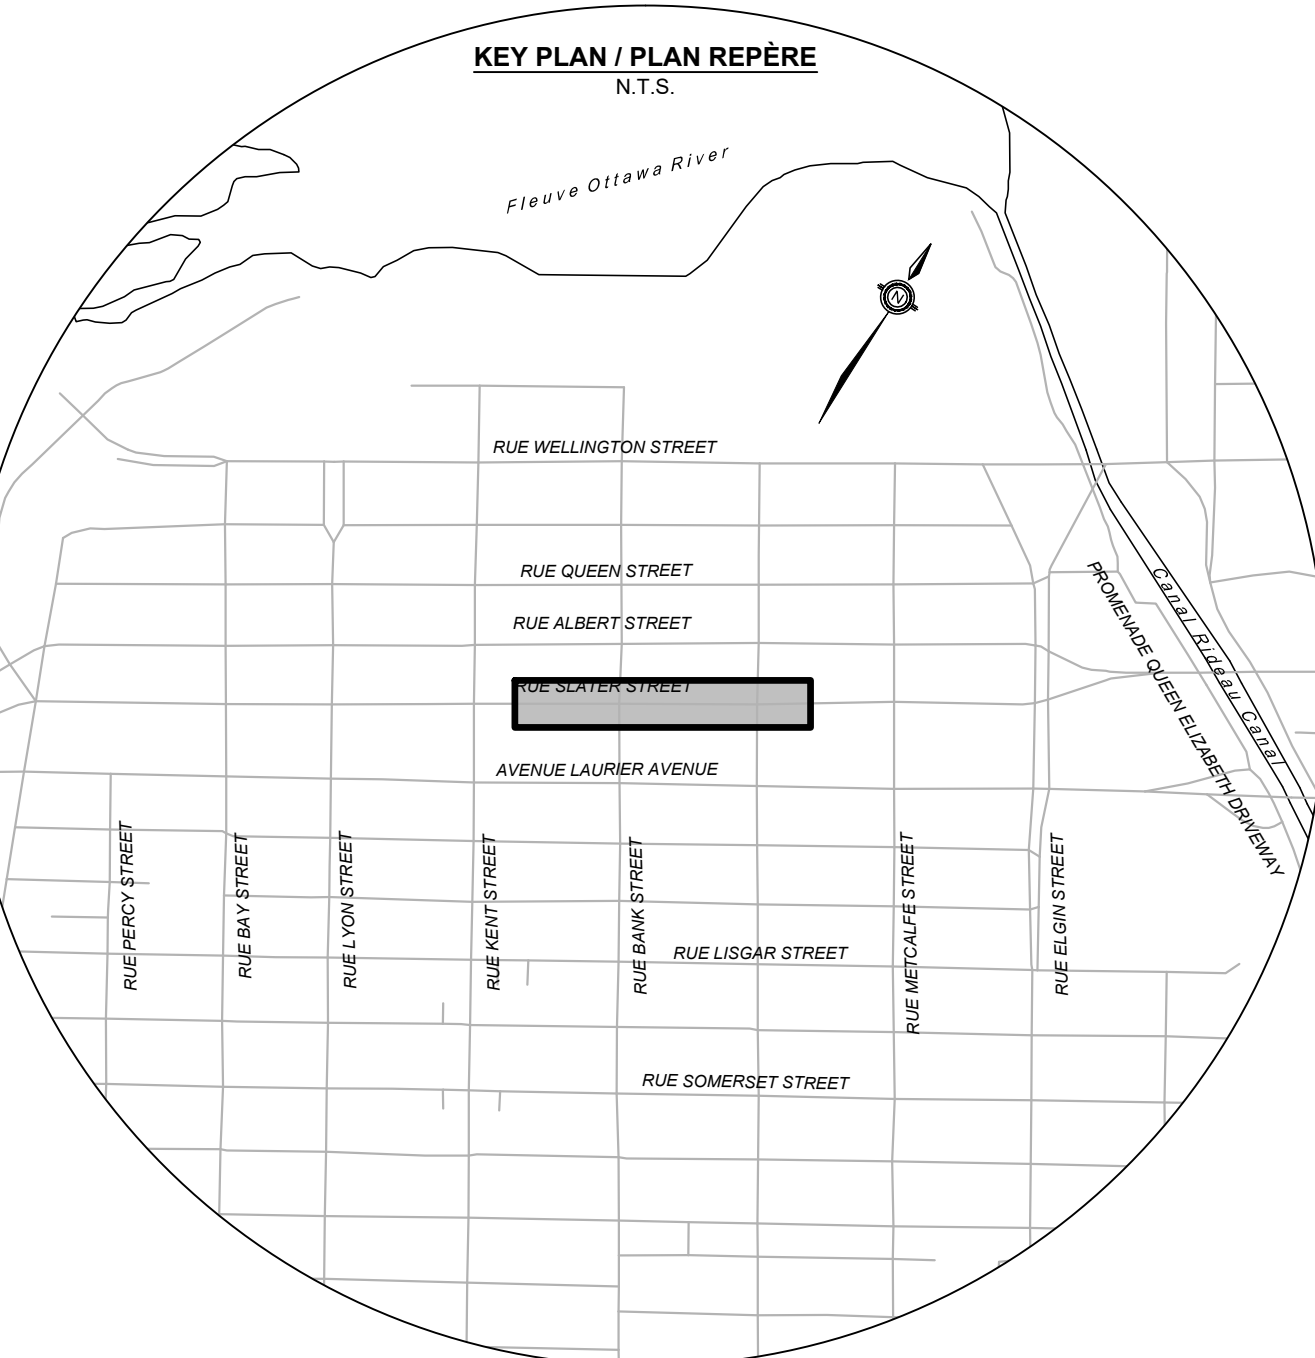 KEY PLAN / PLAN REPÈRE
N.T.S.
Fleuve Ottawa River
N
RUE WELLINGTON STREET
RUE QUEEN STREET
RUE ALBERT STREET
RUE SLATER STREET
AVENUE LAURIER AVENUE
PROMENADE QUEEN ELIZABETH DRIVEWAY
Canal Rideau Canal
RUE PERCY STREET
RUE BAY STREET
RUE LYON STREET
RUE KENT STREET
RUE BANK STREET
RUE METCALFE STREET
RUE ELGIN STREET
RUE LISGAR STREET
RUE SOMERSET STREET